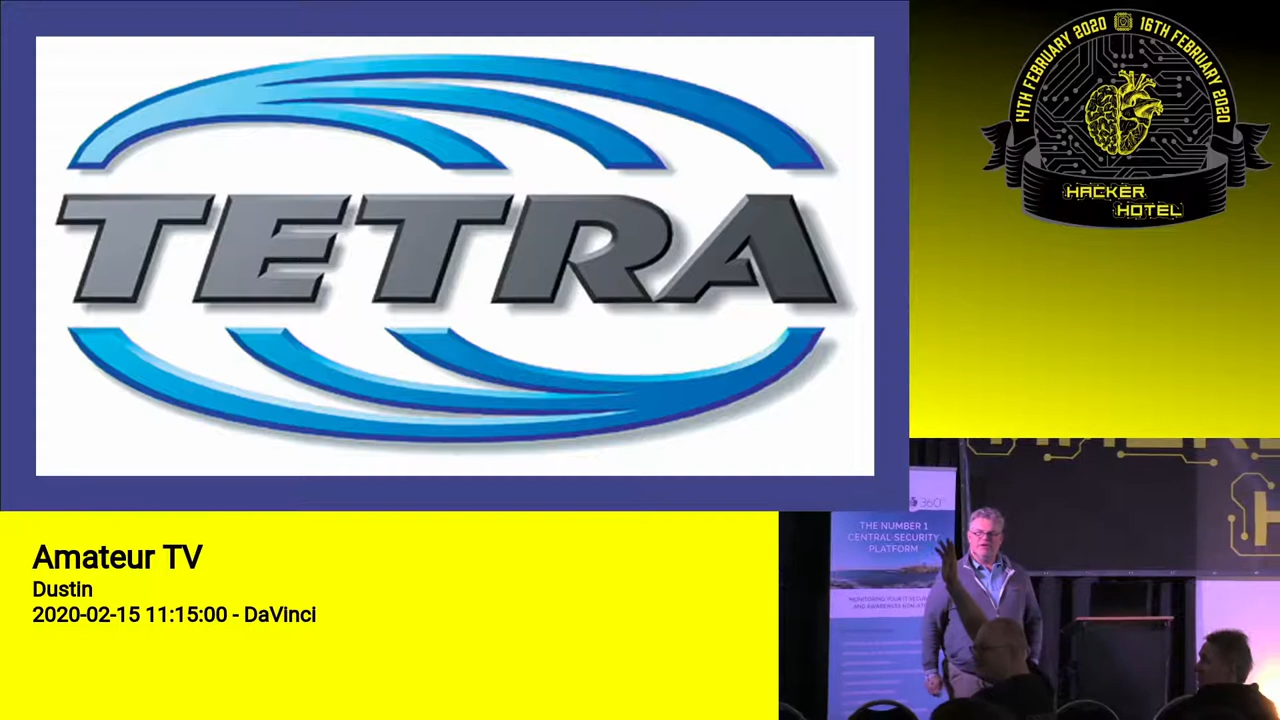 TETRA
14TH FEBRUARY 2020 16TH FEBRUARY 2020
HACKER
HOTEL
360°
THE NUMBER 1
CENTRAL SECURITY
PLATFORM
H
Amateur TV
Dustin
2020-02-15 11:15:00 - DaVinci